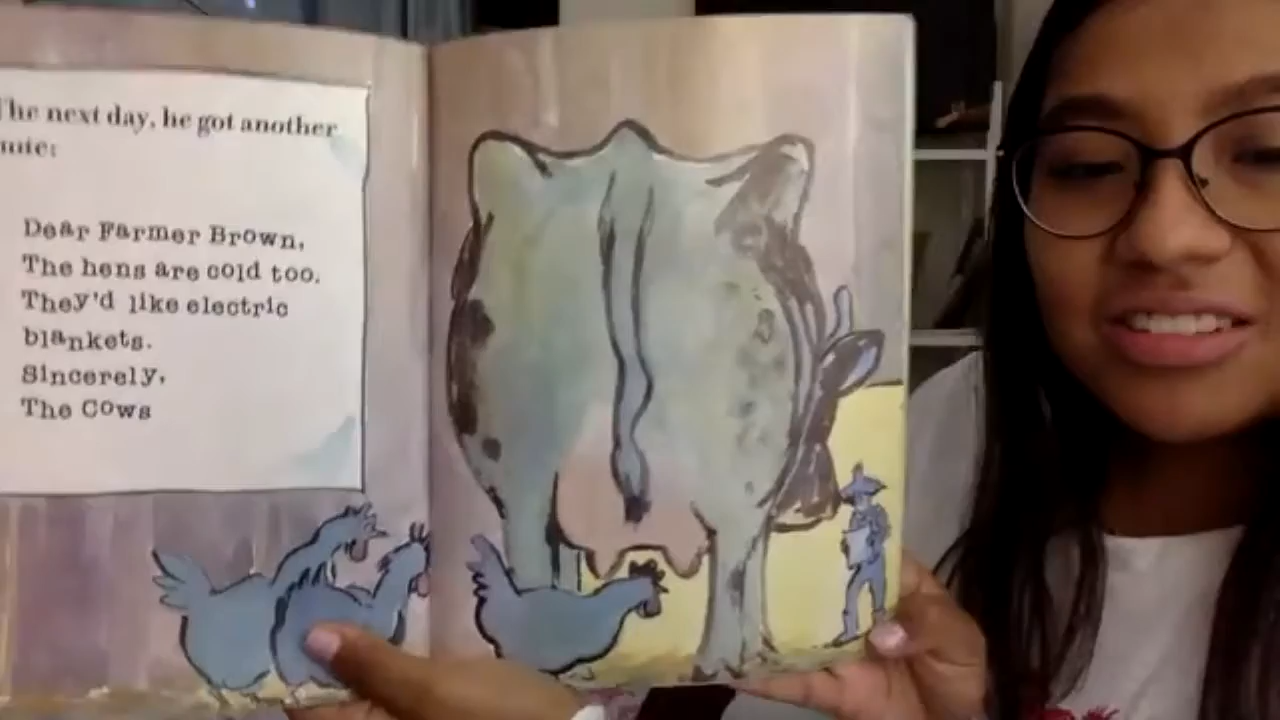 The next day, he got another
note:
Dear Farmer Brown,
The hens are cold too.
They'd like electric
blankets.
Sincerely,
The Cows